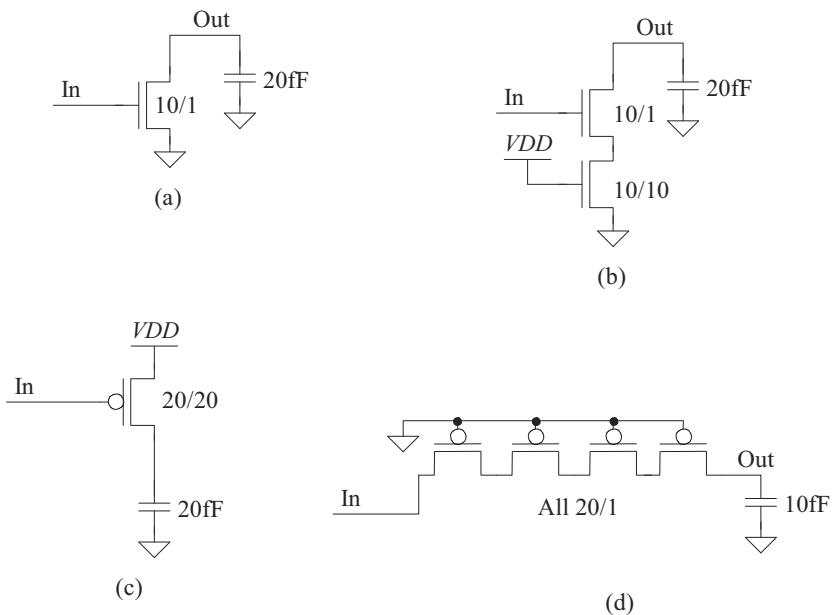 Out
In
20fF
10/1
(a)
Out
In
20fF
10/1
VDD
10/10
(b)
VDD
In
20/20
20fF
(c)
Out
In
All 20/1
10fF
(d)